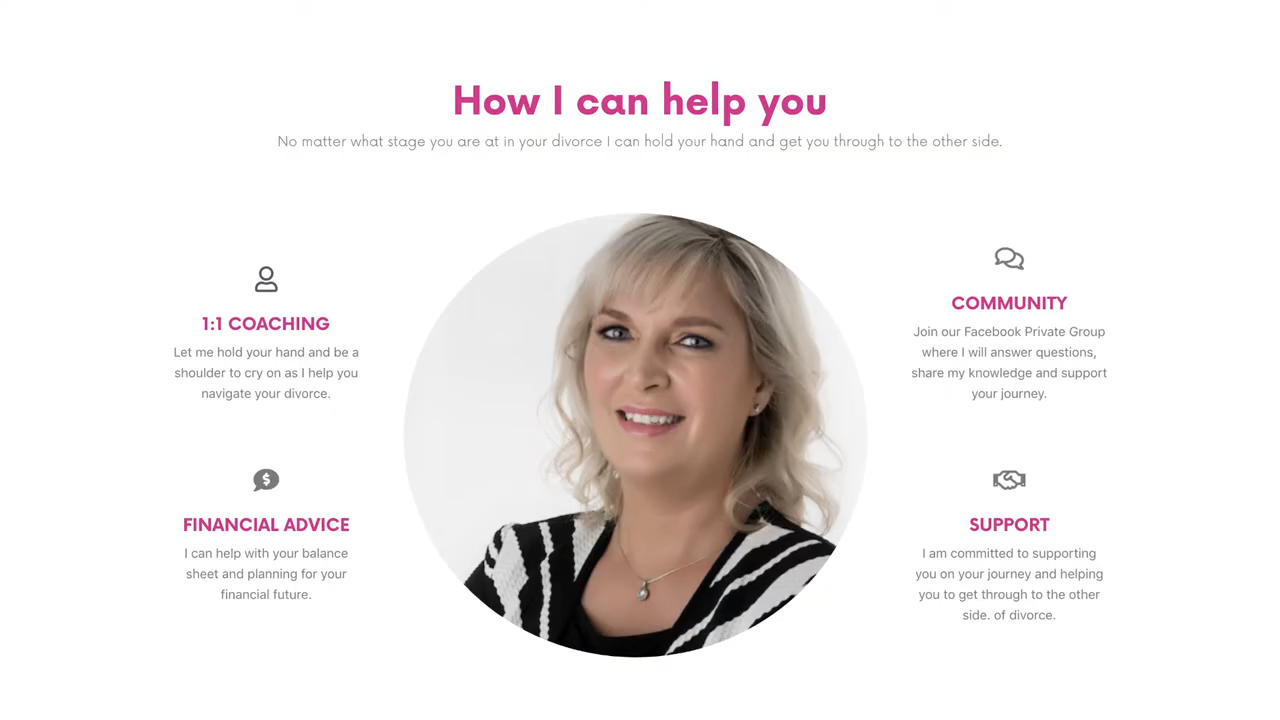 How I can help you
No matter what stage you are at in your divorce I can hold your hand and get you through to the other side.
1:1 COACHING
Let me hold your hand and be a
shoulder to cry on as I help you
navigate your divorce.
FINANCIAL ADVICE
I can help with your balance
sheet and planning for your
financial future.
COMMUNITY
Join our Facebook Private Group
where I will answer questions,
share my knowledge and support
your journey.
SUPPORT
I am committed to supporting
you on your journey and helping
you to get through to the other
side. of divorce.